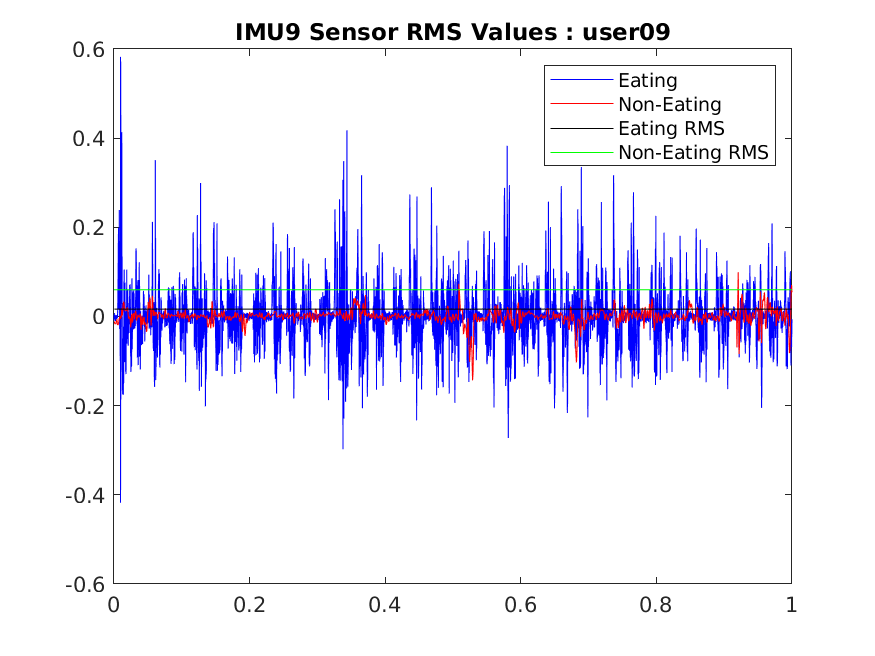 IMU9 Sensor RMS Values : user09
0.6
0.4
0.2
0
-0.2
-0.4
-0.6
Eating
Non-Eating
Eating RMS
Non-Eating RMS
0 0.2 0.4 0.6 0.8 1